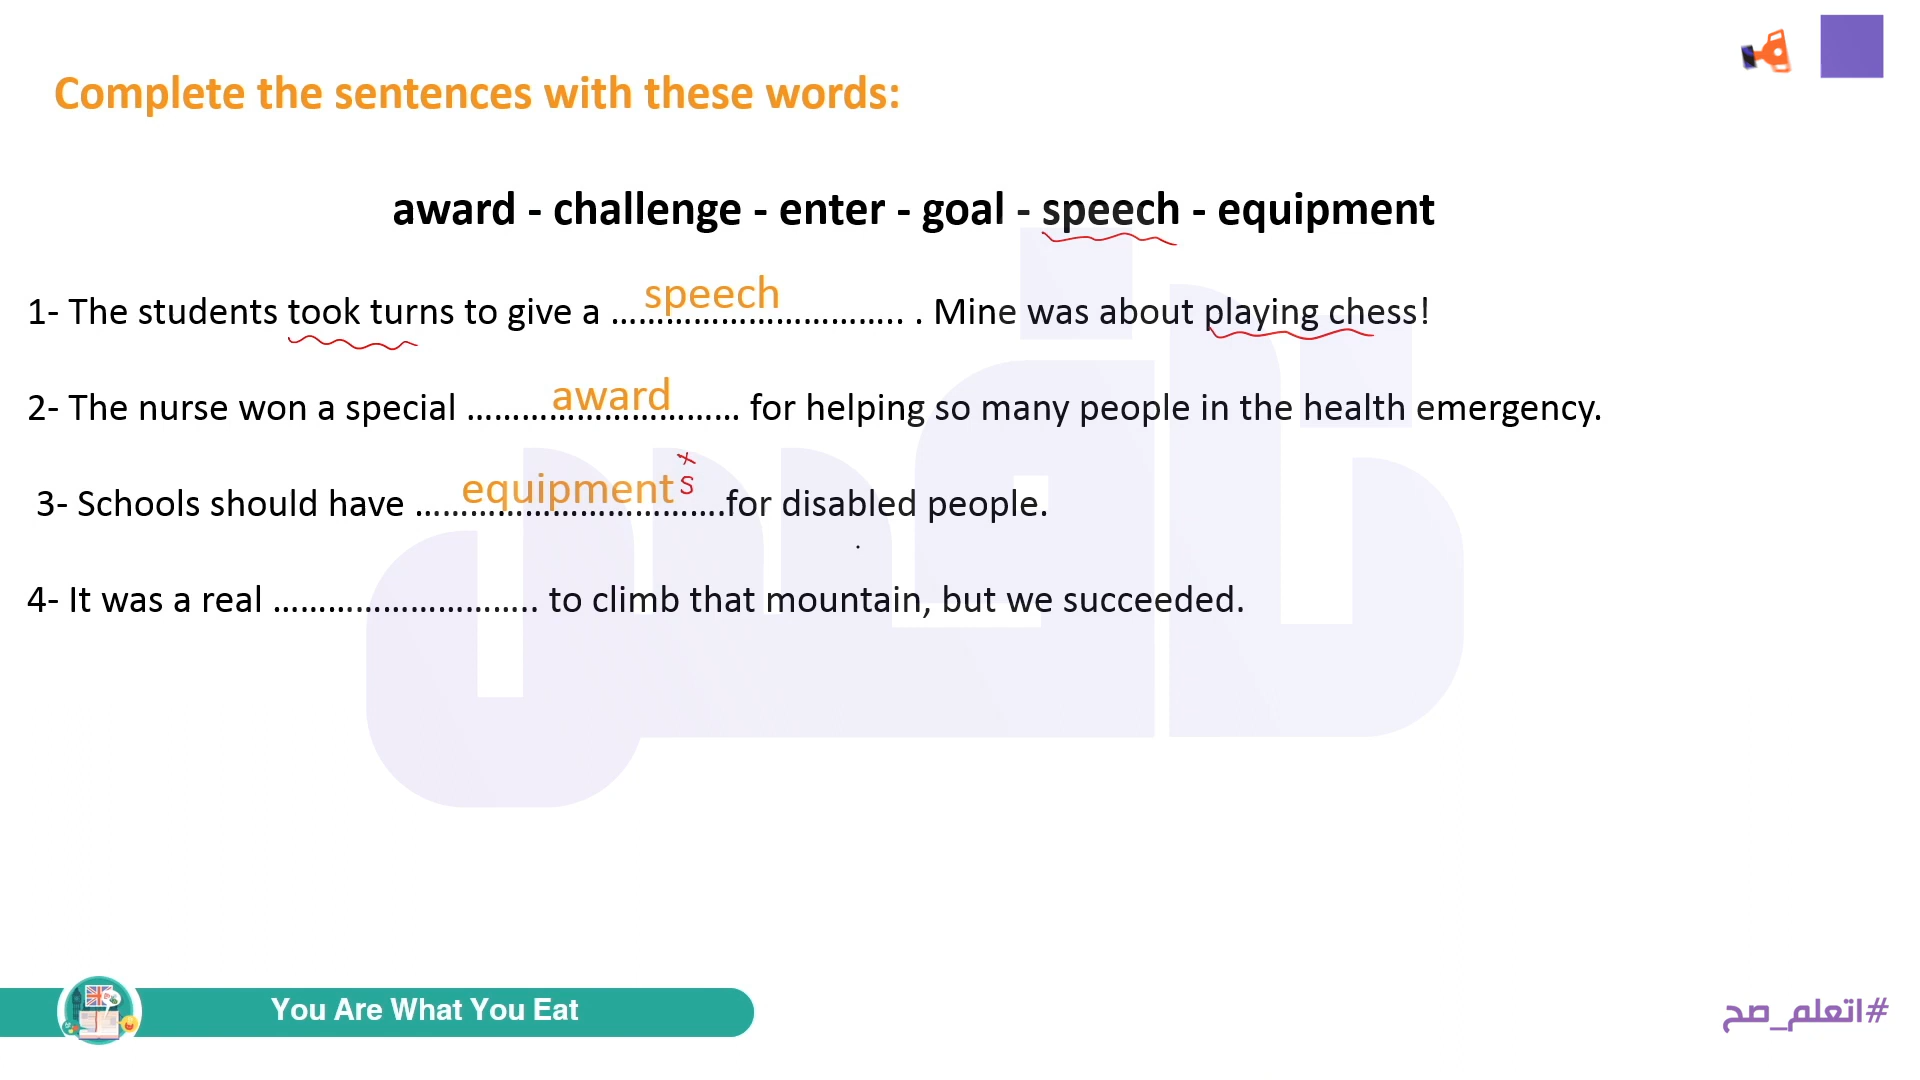 Complete the sentences with these words:
award - challenge - enter - goal - speech - equipment
1- The students took turns to give a speech ………………………….. . Mine was about playing chess!
2- The nurse won a special award ………………………… for helping so many people in the health emergency.
x
3- Schools should have equipment s …………………………….for disabled people.
4- It was a real ……………………….. to climb that mountain, but we succeeded.
You Are What You Eat
#اتعلم_صح
نافس